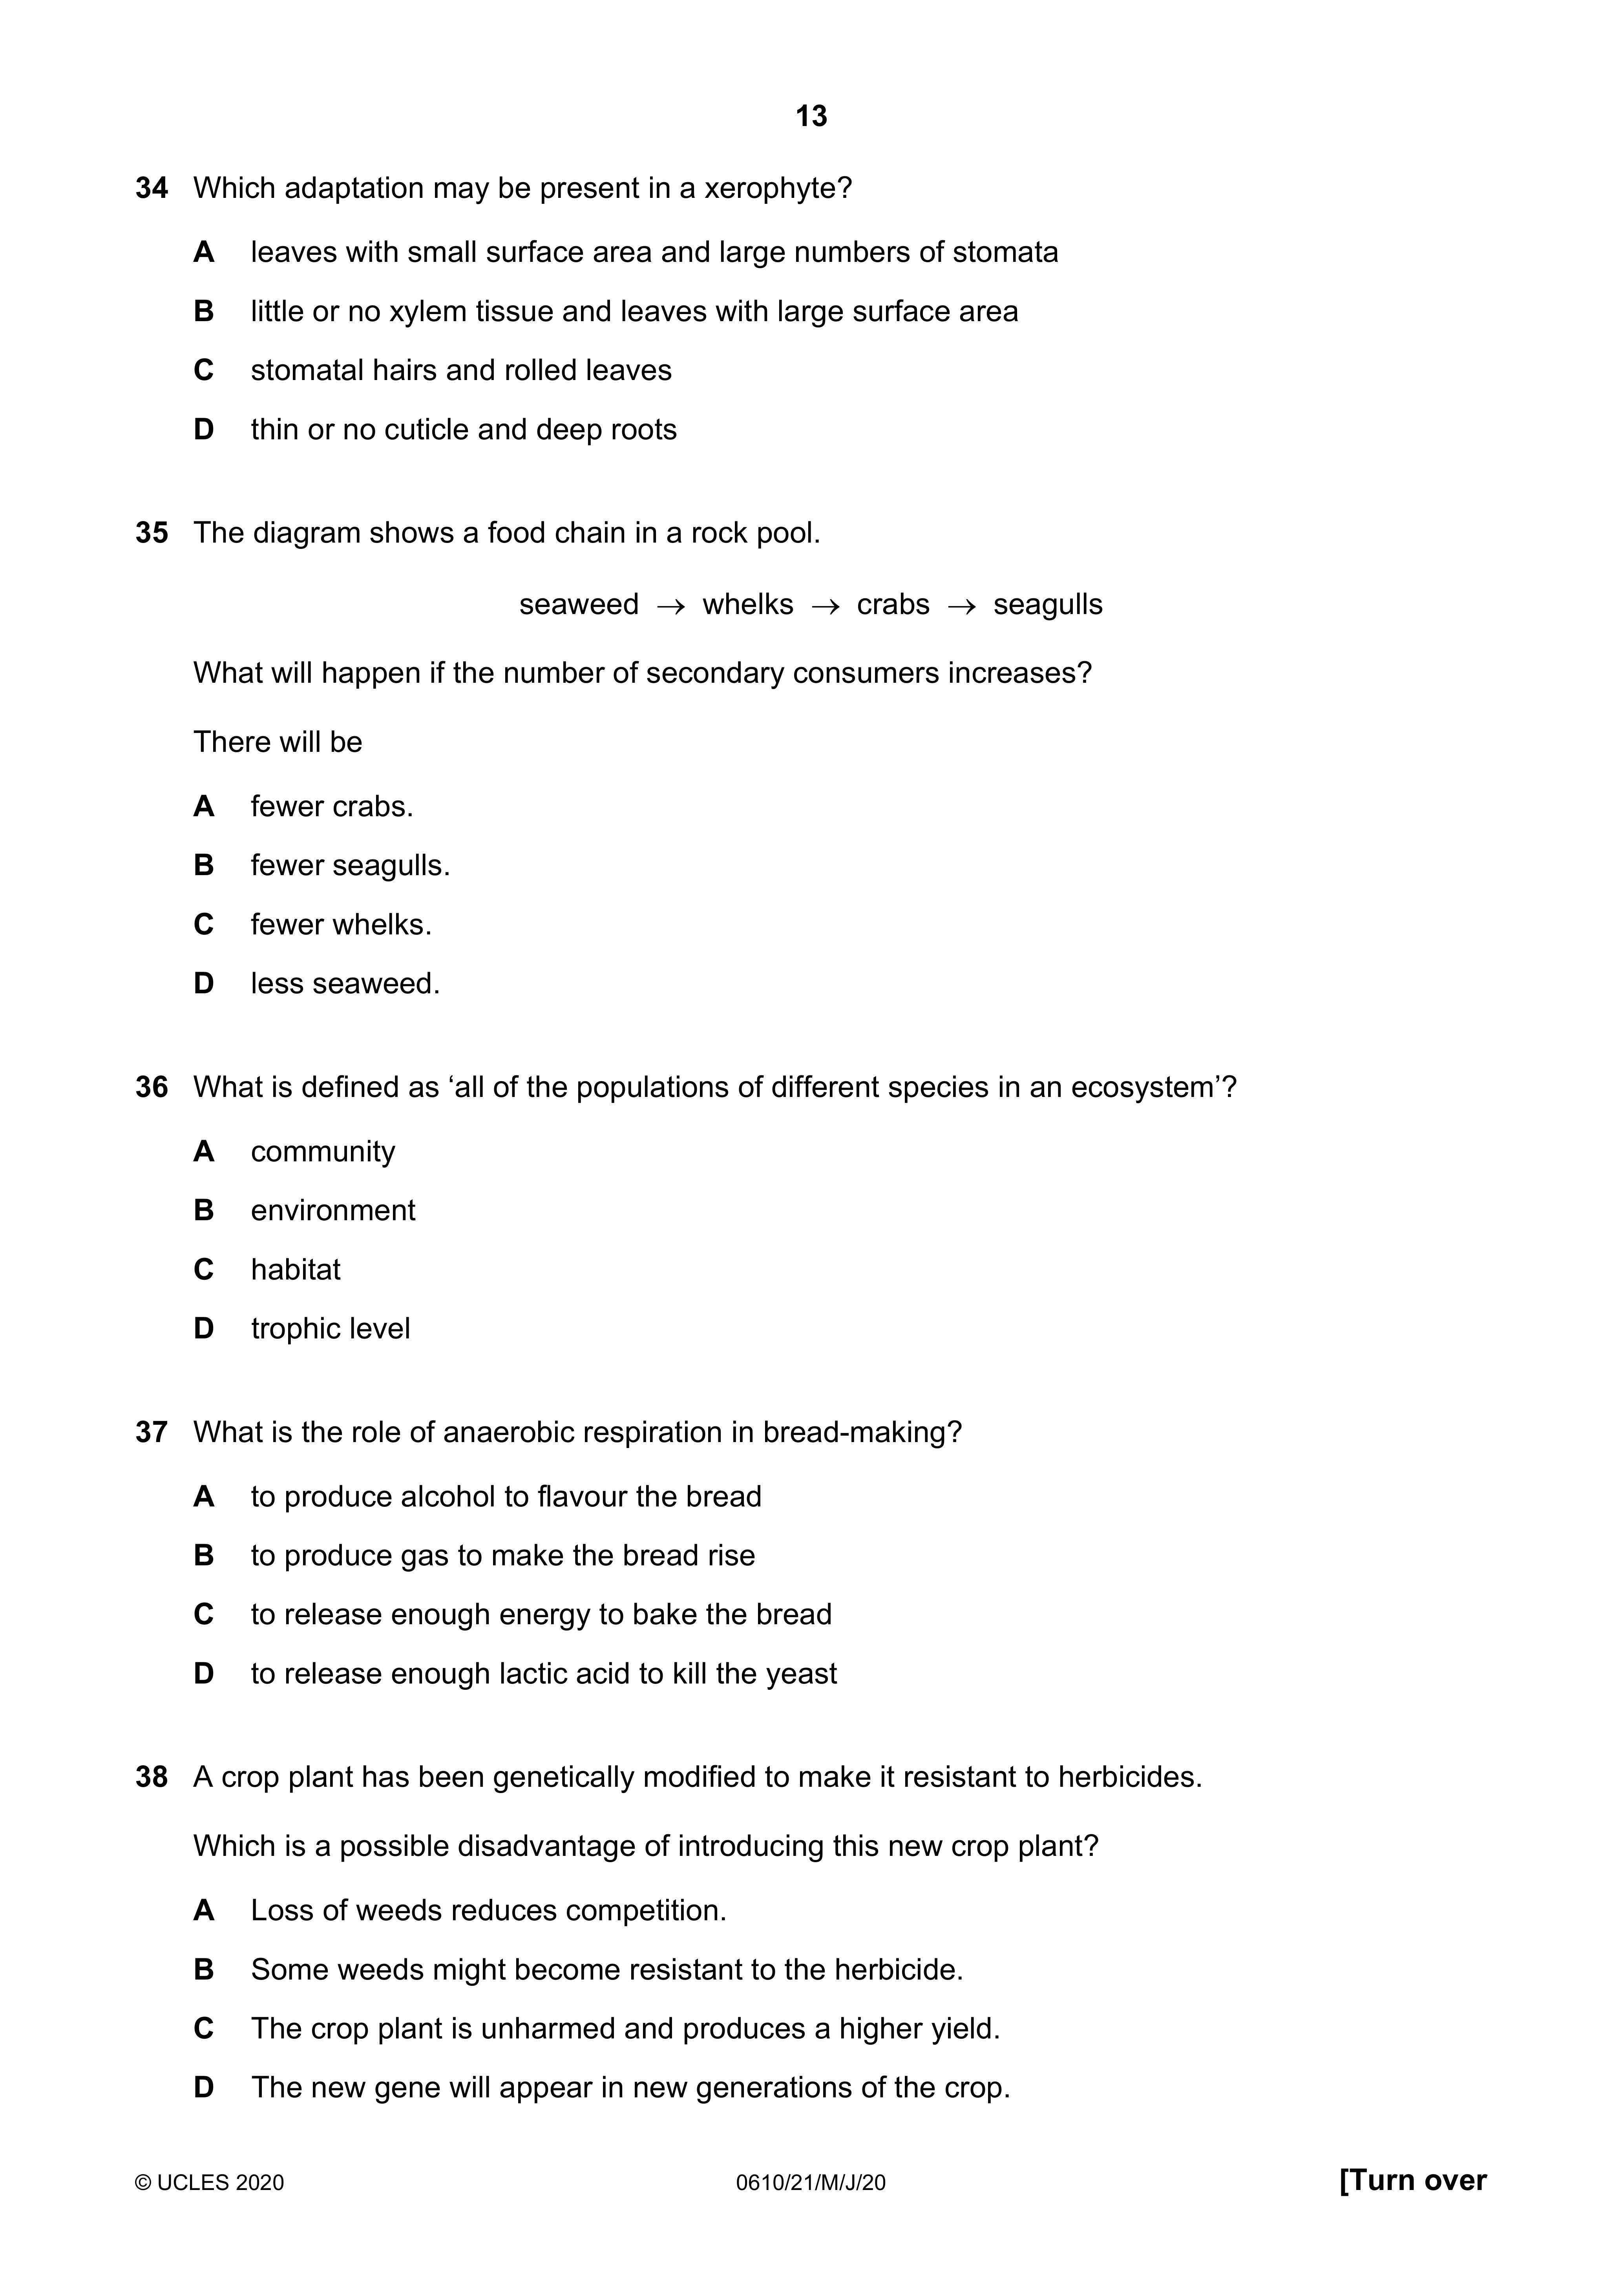 13
34 Which adaptation may be present in a xerophyte?
A leaves with small surface area and large numbers of stomata
B little or no xylem tissue and leaves with large surface area
C stomatal hairs and rolled leaves
D thin or no cuticle and deep roots
35 The diagram shows a food chain in a rock pool.
seaweed → whelks → crabs → seagulls
What will happen if the number of secondary consumers increases?
There will be
A fewer crabs.
B fewer seagulls.
C fewer whelks.
D less seaweed.
36 What is defined as ‘all of the populations of different species in an ecosystem’?
A community
B environment
C habitat
D trophic level
37 What is the role of anaerobic respiration in bread-making?
A to produce alcohol to flavour the bread
B to produce gas to make the bread rise
C to release enough energy to bake the bread
D to release enough lactic acid to kill the yeast
38 A crop plant has been genetically modified to make it resistant to herbicides.
Which is a possible disadvantage of introducing this new crop plant?
A Loss of weeds reduces competition.
B Some weeds might become resistant to the herbicide.
C The crop plant is unharmed and produces a higher yield.
D The new gene will appear in new generations of the crop.
© UCLES 2020 0610/21/M/J/20 [Turn over